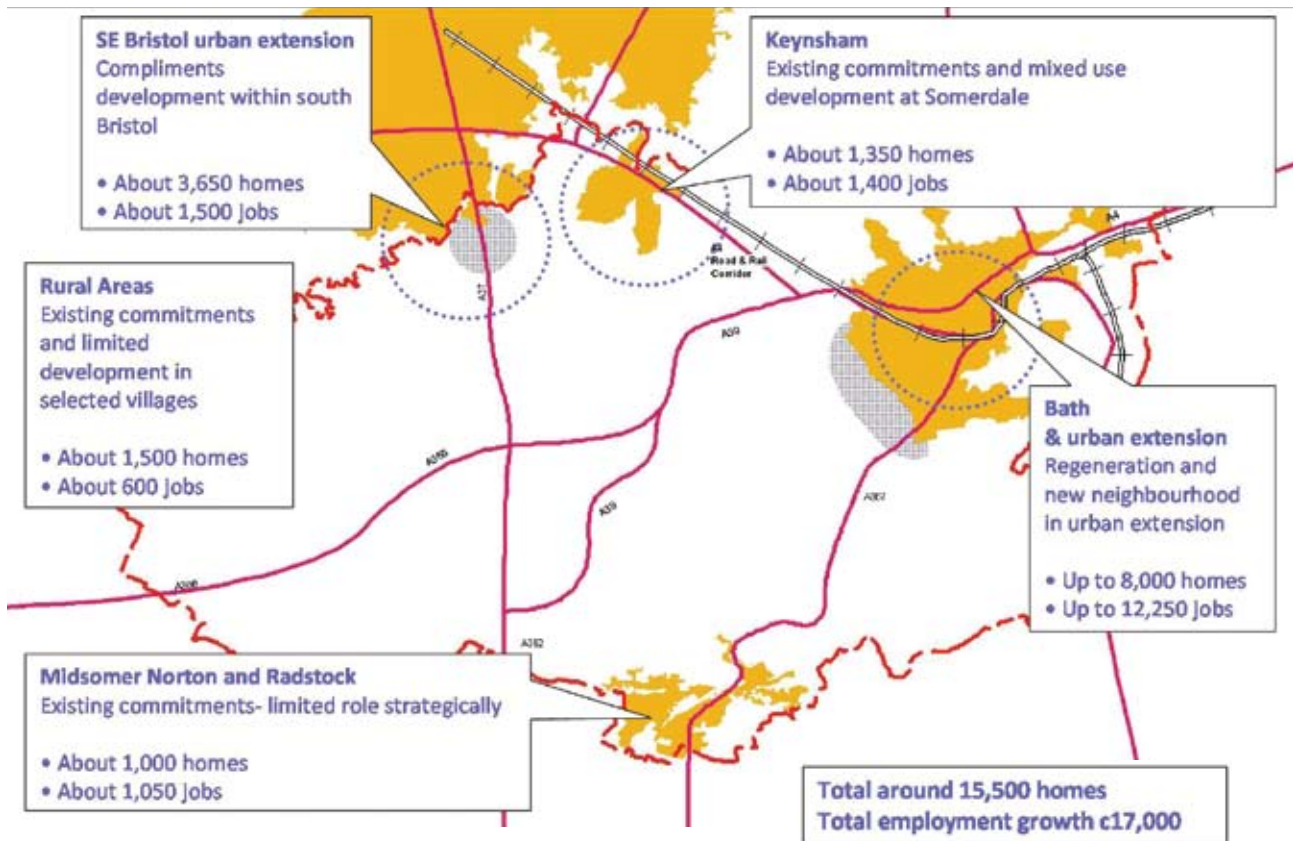 SE Bristol urban extension
Compliments
development within south
Bristol
• About 3,650 homes
• About 1,500 jobs
Keynsham
Existing commitments and mixed use
development at Somerdale
• About 1,350 homes
• About 1,400 jobs
Rural Areas
Existing commitments
and limited
development in
selected villages
• About 1,500 homes
• About 600 jobs
Bath
& urban extension
Regeneration and
new neighbourhood
in urban extension
• Up to 8,000 homes
• Up to 12,250 jobs
Midsomer Norton and Radstock
Existing commitments- limited role strategically
• About 1,000 homes
• About 1,050 jobs
Total around 15,500 homes
Total employment growth c17,000
A4
Road & Rail
Corridor
A37
A39
A39
A367